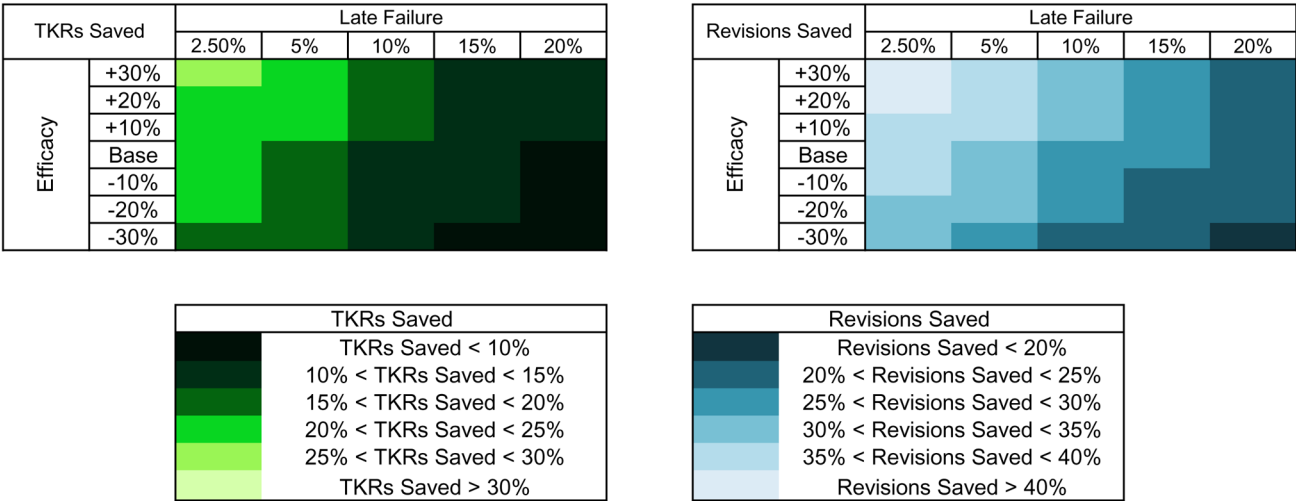 TKRs Saved
Late Failure
2.50% 5% 10% 15% 20%
Efficacy
+30%
+20%
+10%
Base
-10%
-20%
-30%
Revisions Saved
Late Failure
2.50% 5% 10% 15% 20%
Efficacy
+30%
+20%
+10%
Base
-10%
-20%
-30%
TKRs Saved
TKRs Saved < 10%
10% < TKRs Saved < 15%
15% < TKRs Saved < 20%
20% < TKRs Saved < 25%
25% < TKRs Saved < 30%
TKRs Saved > 30%
Revisions Saved
Revisions Saved < 20%
20% < Revisions Saved < 25%
25% < Revisions Saved < 30%
30% < Revisions Saved < 35%
35% < Revisions Saved < 40%
Revisions Saved > 40%